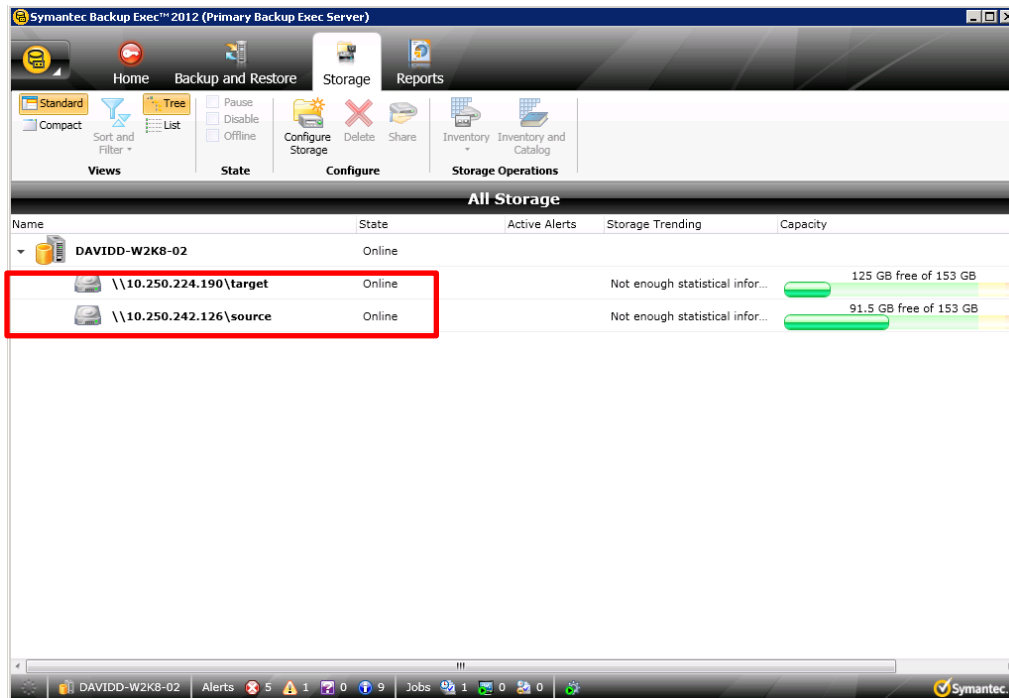 Symantec Backup Exec™ 2012 (Primary Backup Exec Server)
Home Backup and Restore Storage Reports
Standard Tree Pause
Compact List Disable
Offline
Sort and Filter
Configure Storage Delete Share Inventory Inventory and Catalog
Views State Configure Storage Operations
All Storage
Name State Active Alerts Storage Trending Capacity
DAVIDD-W2K8-02 Online
\\10.250.224.190\target Online Not enough statistical infor... 125 GB free of 153 GB
\\10.250.242.126\source Online Not enough statistical infor... 91.5 GB free of 153 GB
DAVIDD-W2K8-02 Alerts 5 1 0 9 Jobs 1 0 0 Symantec.